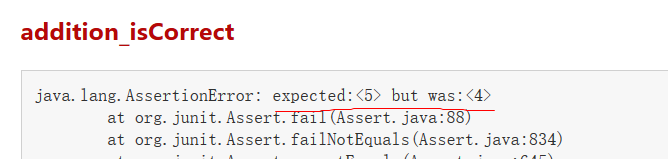 addition_isCorrect
java.lang.AssertionError: expected:<5> but was:<4>
at org.junit.Assert.fail(Assert.java:88)
at org.junit.Assert.failNotEquals(Assert.java:834)